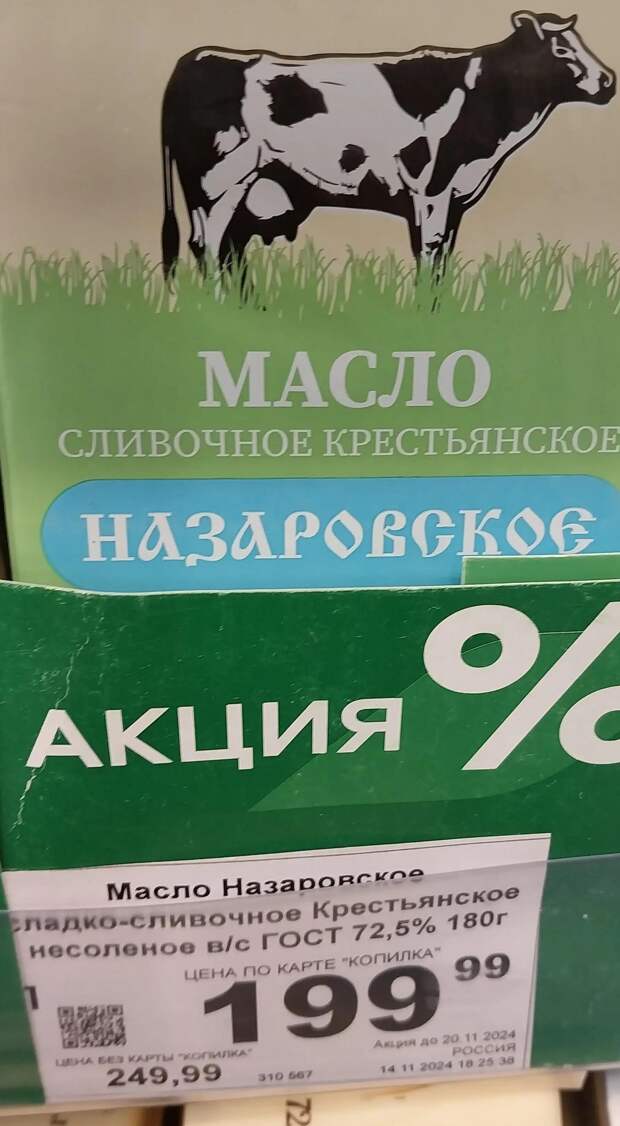 МАСЛО
СЛИВОЧНОЕ КРЕСТЬЯНСКОЕ
НАЗАРОВСКОЕ
АКЦИЯ %
Масло Назаровское
сладко-сливочное Крестьянское
несоленое в/с ГОСТ 72,5% 180г
ЦЕНА ПО КАРТЕ "КОПИЛКА"
199 99
Акция до 20.11.2024
РОССИЯ
ЦЕНА БЕЗ КАРТЫ "КОПИЛКА"
249,99
310 567
14 11 2024 18 25 38
72